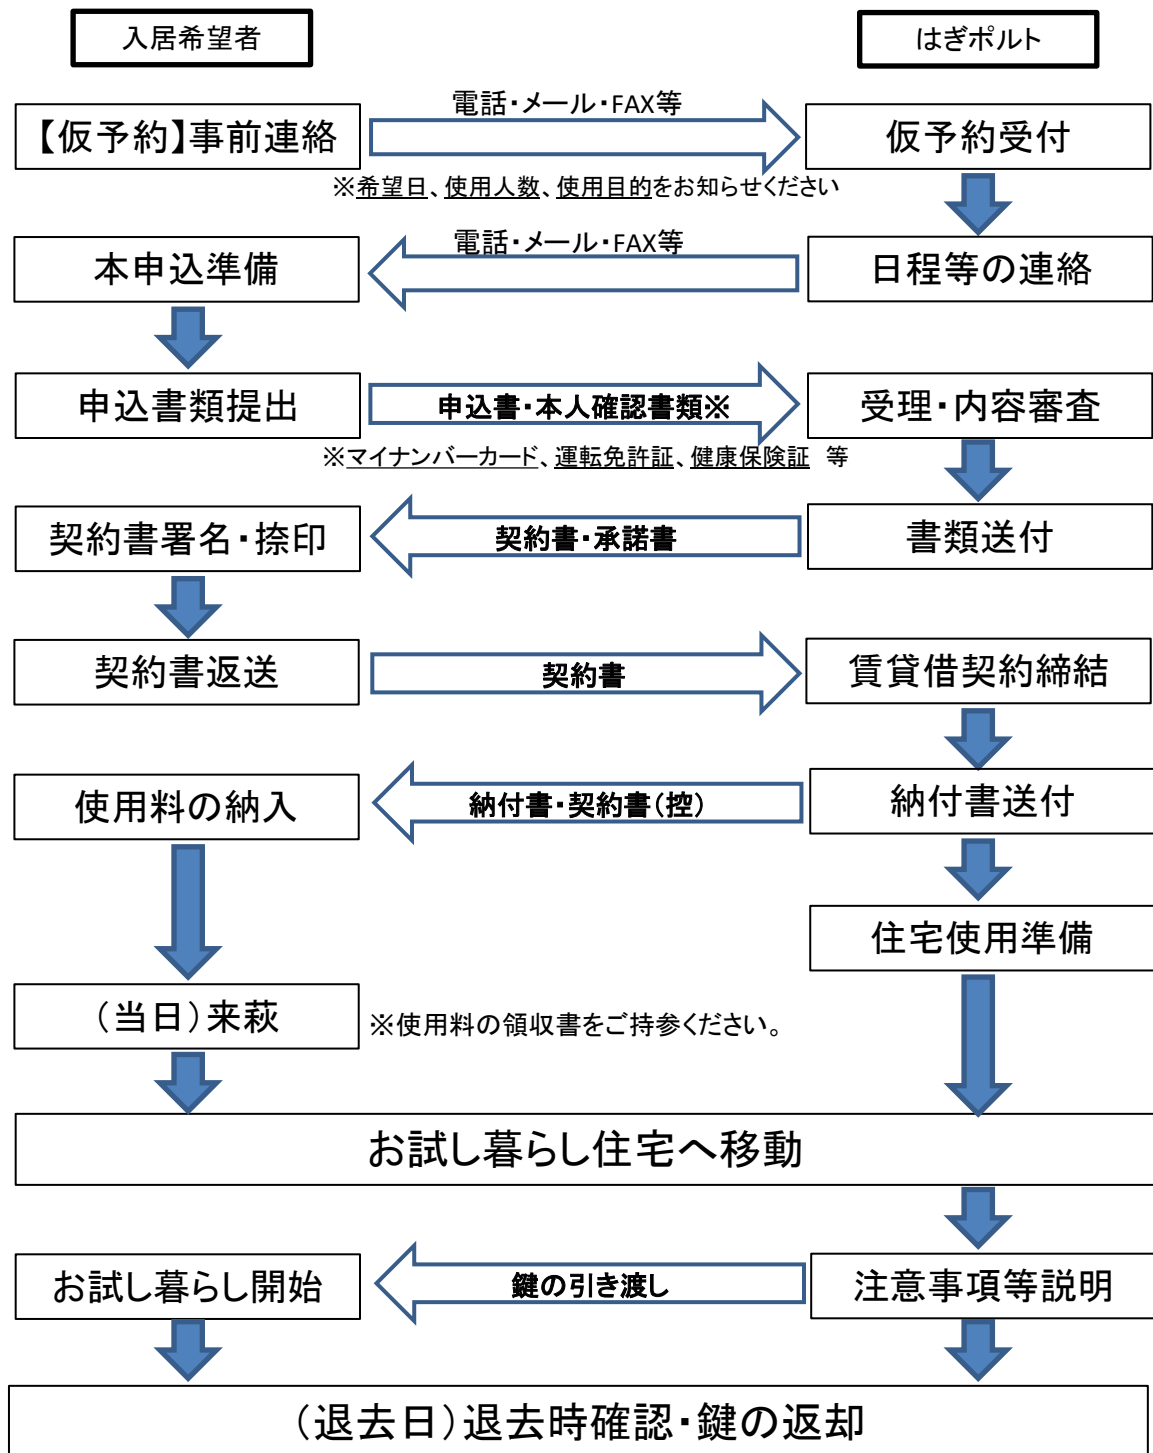 入居希望者
はぎポルト
【仮予約】事前連絡
電話・メール・FAX等
仮予約受付
※希望日、使用人数、使用目的をお知らせください
本申込準備
電話・メール・FAX等
日程等の連絡
申込書類提出
申込書・本人確認書類※
受理・内容審査
※マイナンバーカード、運転免許証、健康保険証　等
契約書署名・捺印
契約書・承諾書
書類送付
契約書返送
契約書
賃貸借契約締結
使用料の納入
納付書・契約書(控)
納付書送付
住宅使用準備
(当日)来萩
※使用料の領収書をご持参ください。
お試し暮らし住宅へ移動
お試し暮らし開始
鍵の引き渡し
注意事項等説明
(退去日)退去時確認・鍵の返却